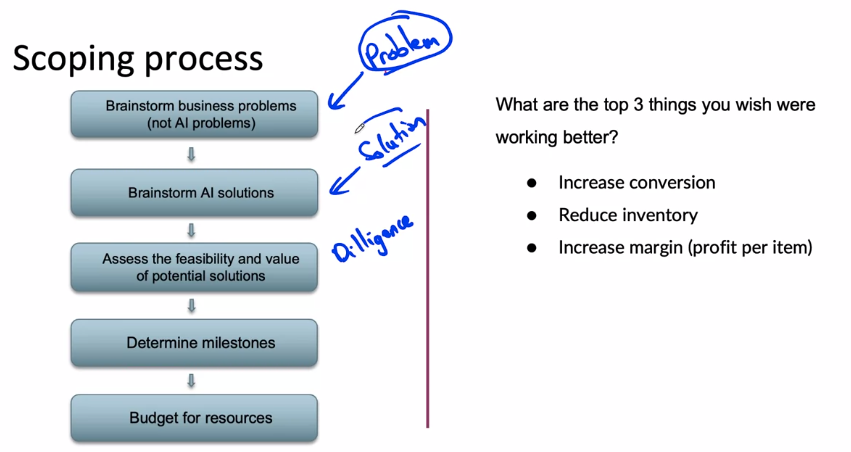 Scoping process
Problem
Brainstorm business problems
(not AI problems)
Solution
Brainstorm AI solutions
Dilligence
Assess the feasibility and value
of potential solutions
Determine milestones
Budget for resources
What are the top 3 things you wish were
working better?
● Increase conversion
● Reduce inventory
● Increase margin (profit per item)